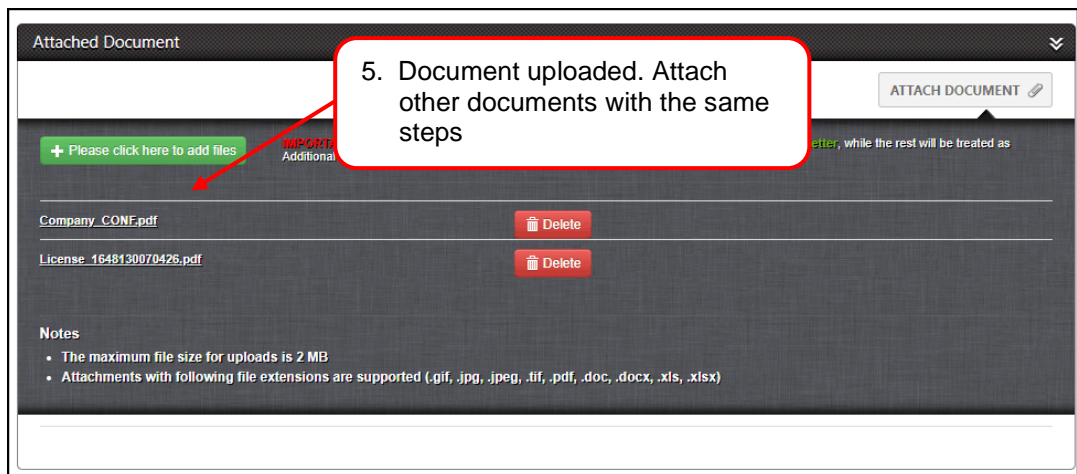 Attached Document
5. Document uploaded. Attach
other documents with the same
steps
ATTACH DOCUMENT
Please click here to add files
, while the rest will be treated as
Additional
Company_CONF.pdf
Delete
License_1648130070426.pdf
Delete
Notes
• The maximum file size for uploads is 2 MB
• Attachments with following file extensions are supported (.gif, .jpg, .jpeg, .tif, .pdf, .doc, .docx, .xls, .xlsx)